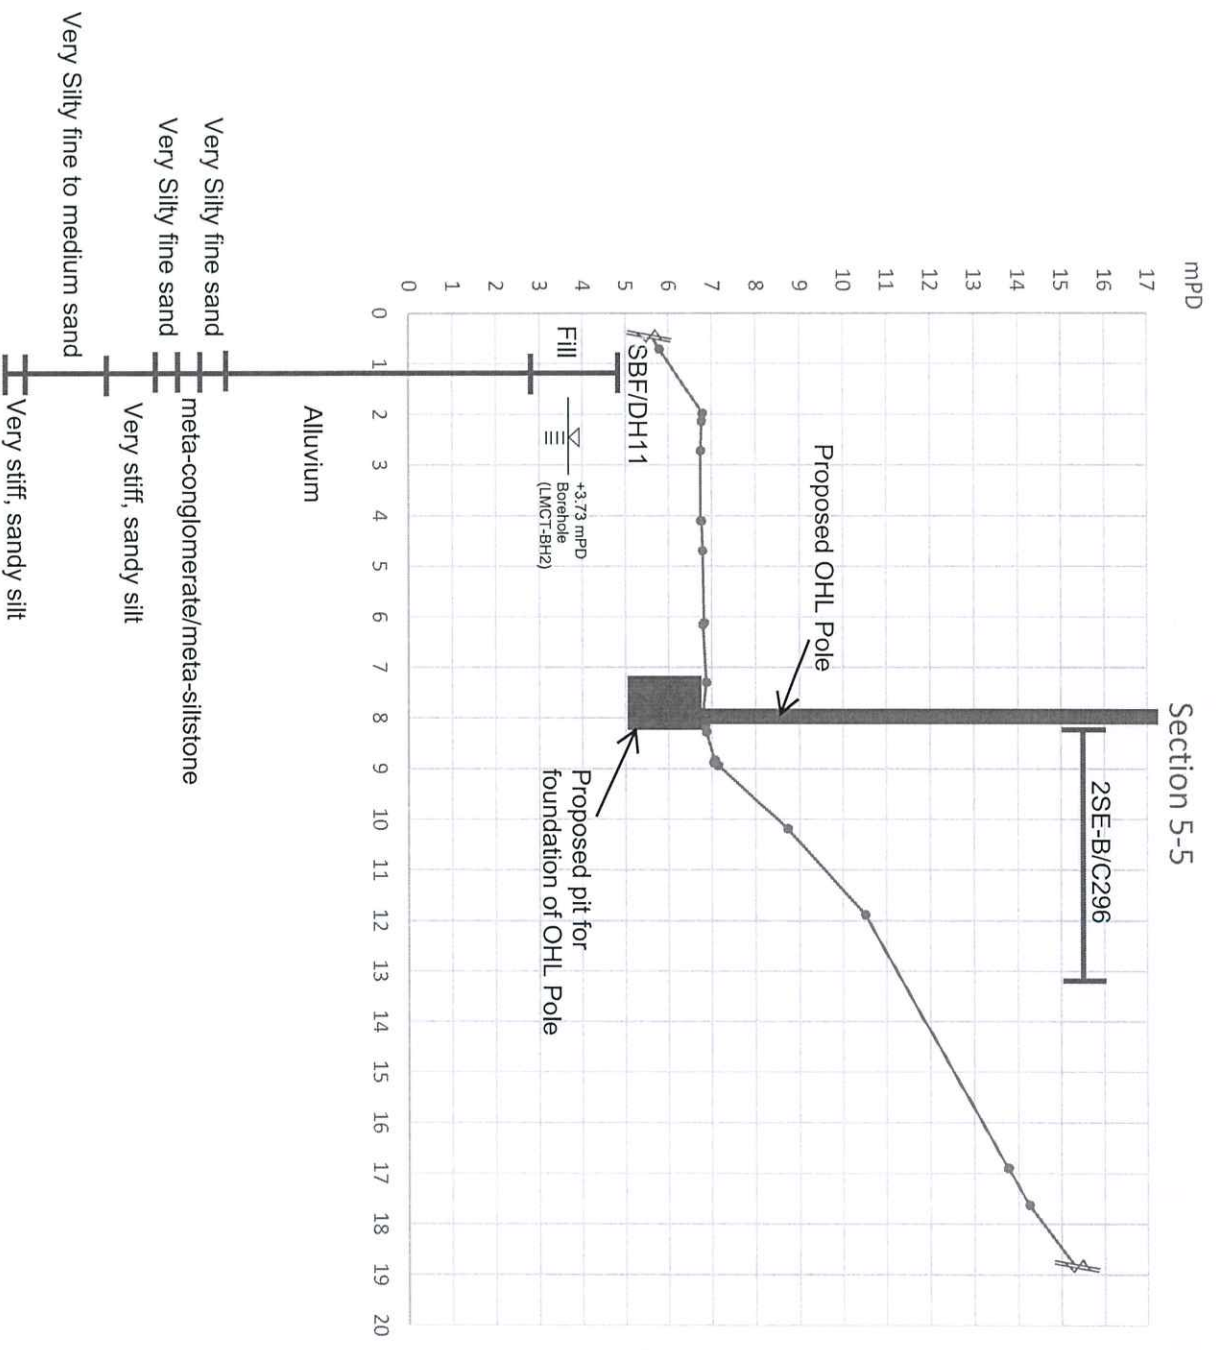 Section 5-5
mPD
17
16
15
14
13
12
11
10
9
8
7
6
5
4
3
2
1
0
0 1 2 3 4 5 6 7 8 9 10 11 12 13 14 15 16 17 18 19 20
2SE-B/C296
Proposed OHL Pole
SBF/DH11
Fill
+3.73 mPD
Borehole
(LMCT-BH2)
Proposed pit for
foundation of OHL Pole
Alluvium
Very Silty fine sand
meta-conglomerate/meta-siltstone
Very Silty fine sand
Very stiff, sandy silt
Very Silty fine to medium sand
Very stiff, sandy silt